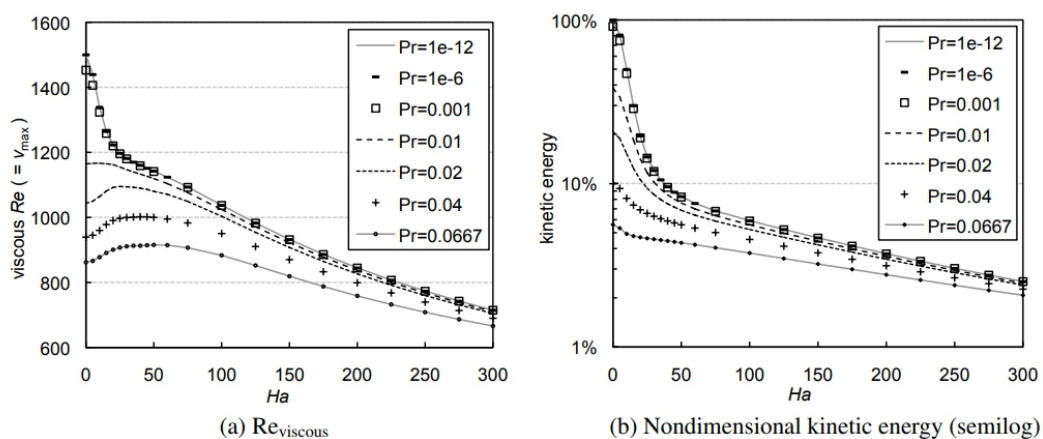 1600
1400
1200
1000
800
600
viscous Re ( = vmax )
0 50 100 150 200 250 300
Ha
Pr=1e-12
Pr=1e-6
Pr=0.001
Pr=0.01
Pr=0.02
Pr=0.04
Pr=0.0667
(a) Reviscous
100%
10%
1%
kinetic energy
0 50 100 150 200 250 300
Ha
Pr=1e-12
Pr=1e-6
Pr=0.001
Pr=0.01
Pr=0.02
Pr=0.04
Pr=0.0667
(b) Nondimensional kinetic energy (semilog)